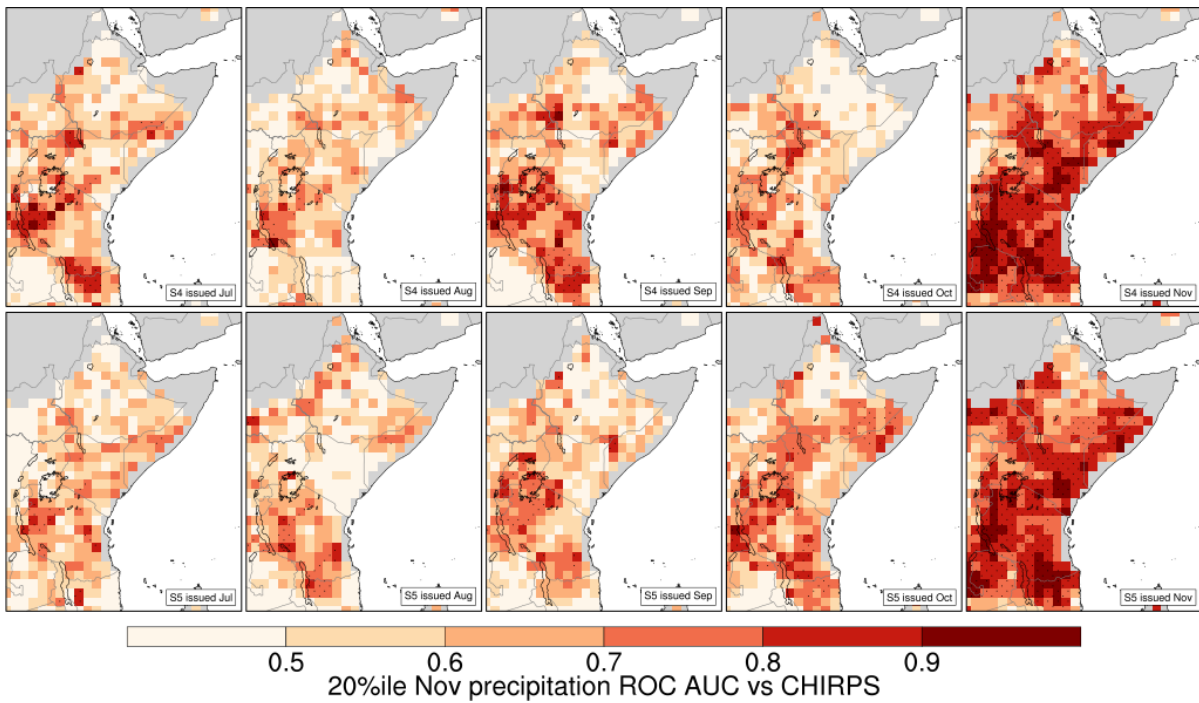 S4 issued Jul
S4 issued Aug
S4 issued Sep
S4 issued Oct
S4 issued Nov
S5 issued Jul
S5 issued Aug
S5 issued Sep
S5 issued Oct
S5 issued Nov
0.5 0.6 0.7 0.8 0.9
20%ile Nov precipitation ROC AUC vs CHIRPS